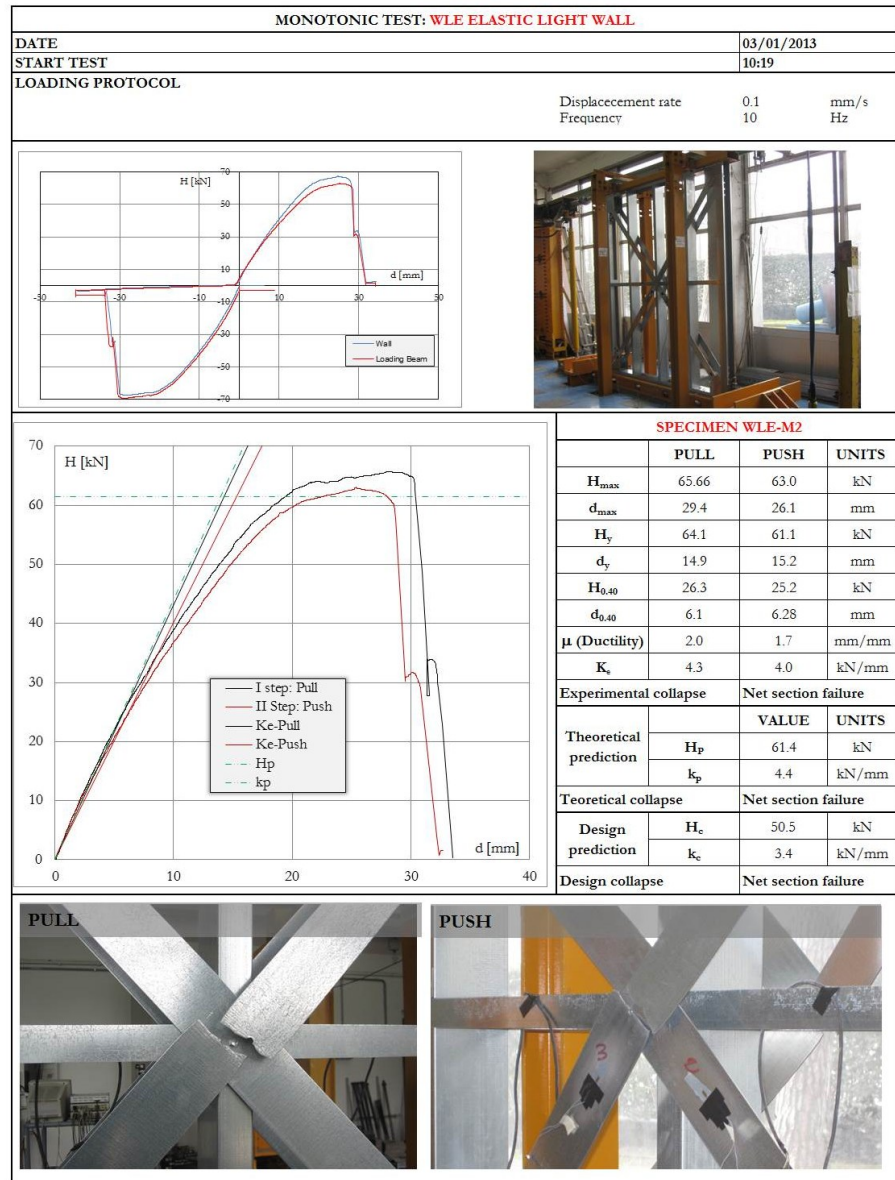 MONOTONIC TEST: WLE ELASTIC LIGHT WALL
DATE 03/01/2013
START TEST 10:19
LOADING PROTOCOL
Displacecement rate 0.1 mm/s
Frequency 10 Hz
H [kN]
70
50
30
10
-50 -30 -10 10 30 50
d [mm]
-10
-30
-50
-70
Wall
Loading Beam
H [kN]
70
60
50
40
30
20
10
0
0 10 20 30 40
d [mm]
I step: Pull
II Step: Push
Ke-Pull
Ke-Push
Hp
kp
SPECIMEN WLE-M2
PULL PUSH UNITS
Hmax 65.66 63.0 kN
dmax 29.4 26.1 mm
Hy 64.1 61.1 kN
dy 14.9 15.2 mm
H0.40 26.3 25.2 kN
d0.40 6.1 6.28 mm
μ (Ductility) 2.0 1.7 mm/mm
Ke 4.3 4.0 kN/mm
Experimental collapse Net section failure
Theoretical prediction VALUE UNITS
HP 61.4 kN
kp 4.4 kN/mm
Teoretical collapse Net section failure
Design prediction Hc 50.5 kN
kc 3.4 kN/mm
Design collapse Net section failure
PULL
PUSH
3